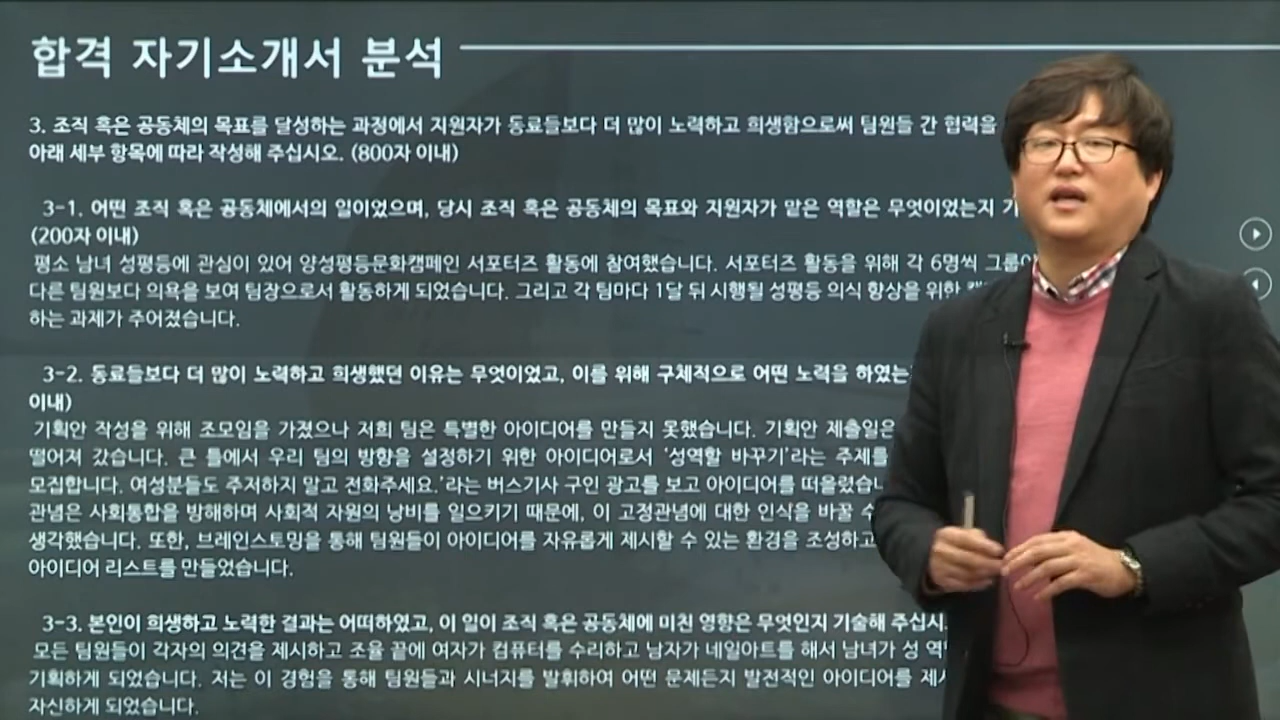 합격 자기소개서 분석
3. 조직 혹은 공동체의 목표를 달성하는 과정에서 지원자가 동료들보다 더 많이 노력하고 희생함으로써 팀원들 간 협력을
아래 세부 항목에 따라 작성해 주십시오. (800자 이내)
3-1. 어떤 조직 혹은 공동체에서의 일이었으며, 당시 조직 혹은 공동체의 목표와 지원자가 맡은 역할은 무엇이었는지
(200자 이내)
평소 남녀 성평등에 관심이 있어 양성평등문화캠페인 서포터즈 활동에 참여했습니다. 서포터즈 활동을 위해 각 6명씩
다른 팀원보다 의욕을 보여 팀장으로서 활동하게 되었습니다. 그리고 각 팀마다 1달 뒤 시행될 성평등 의식 향상을 위한
하는 과제가 주어졌습니다.
3-2. 동료들보다 더 많이 노력하고 희생했던 이유는 무엇이었고, 이를 위해 구체적으로 어떤 노력을
이내)
기획안 작성을 위해 조모임을 가졌으나 저희 팀은 특별한 아이디어를 만들지 못했습니다. 기획안 제출일은
떨어져 갔습니다. 큰 틀에서 우리 팀의 방향을 설정하기 위한 아이디어로서 '성역할 바꾸기'라는 주제를
모집합니다. 여성분들도 주저하지 말고 전화주세요.'라는 버스기사 구인 광고를 보고 아이디어를
관념은 사회통합을 방해하며 사회적 자원의 낭비를 일으키기 때문에, 이 고정관념에 대한 인식을 바꿀 수
생각했습니다. 또한, 브레인스토밍을 통해 팀원들이 아이디어를 자유롭게 제시할 수 있는 환경을 조성하고
아이디어 리스트를 만들었습니다.
3-3. 본인이 희생하고 노력한 결과는 어떠하였고, 이 일이 조직 혹은 공동체에 미친 영향은 무엇인지 기술해
모든 팀원들이 각자의 의견을 제시하고 조율 끝에 여자가 컴퓨터를 수리하고 남자가 네일아트를 해서 남녀가 성
기획하게 되었습니다. 저는 이 경험을 통해 팀원들과 시너지를 발휘하여 어떤 문제든지 발전적인 아이디어를
자신하게 되었습니다.